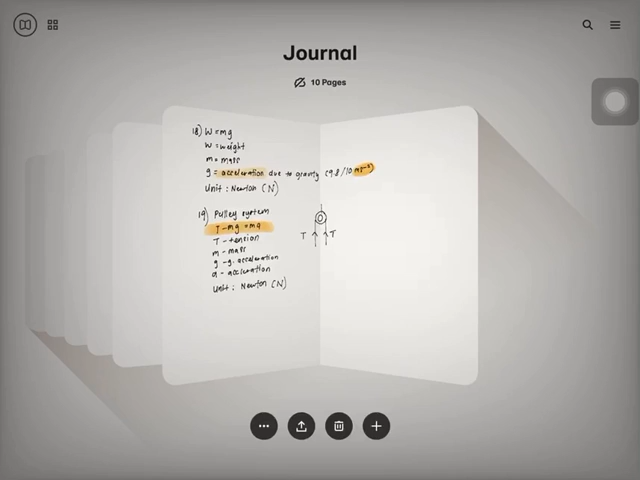 Journal
10 Pages
18) W = mg
W = weight
m = mass
g = acceleration due to gravity (9.8/10 ms⁻²)
Unit : Newton (N)
19) Pulley system
T - mg = ma
T - tension
m - mass
g - g. acceleration
a - acceleration
Unit : Newton (N)
T T